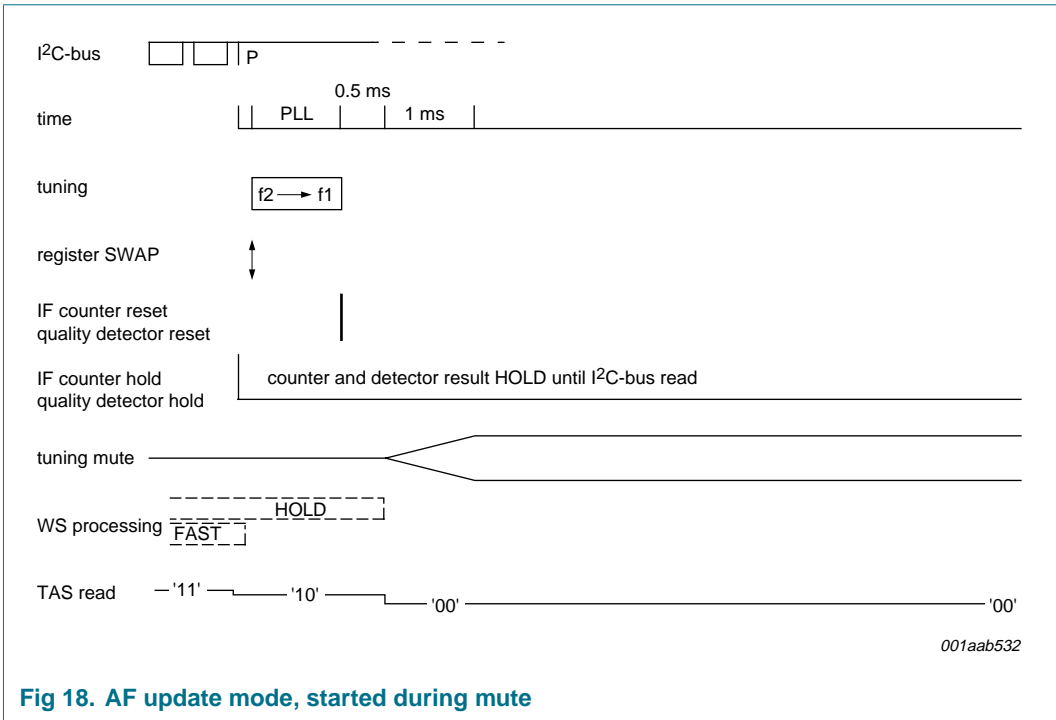 I2C-bus
P
0.5 ms
time
PLL
1 ms
tuning
f2 → f1
register SWAP
IF counter reset
quality detector reset
IF counter hold
quality detector hold
counter and detector result HOLD until I2C-bus read
tuning mute
WS processing
HOLD
FAST
TAS read
'11'
'10'
'00'
'00'
001aab532
Fig 18. AF update mode, started during mute